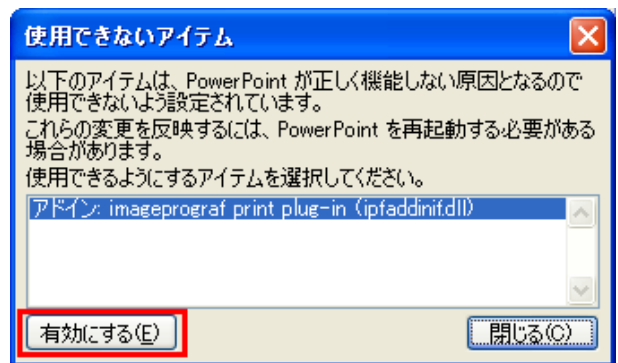 使用できないアイテム
以下のアイテムは、PowerPoint が正しく機能しない原因となるので
使用できないよう設定されています。
これらの変更を反映するには、PowerPoint を再起動する必要がある
場合があります。
使用できるようにするアイテムを選択してください。
アドイン: imageprograf print plug-in (ipfaddinif.dll)
有効にする(E) 閉じる(C)